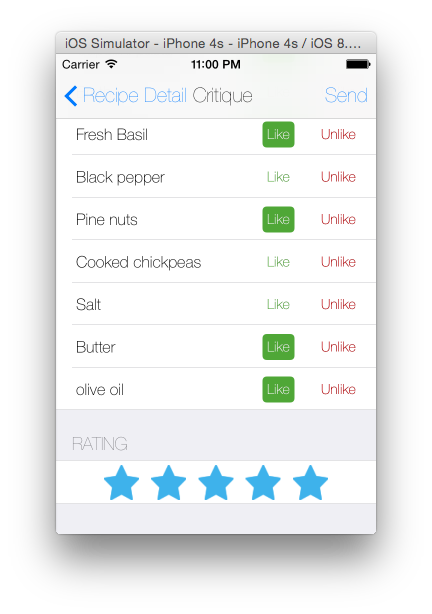 iOS Simulator - iPhone 4s - iPhone 4s / iOS 8....
Carrier 11:00 PM
Recipe Detail Critique Send
Fresh Basil Like Unlike
Black pepper Like Unlike
Pine nuts Like Unlike
Cooked chickpeas Like Unlike
Salt Like Unlike
Butter Like Unlike
olive oil Like Unlike
RATING